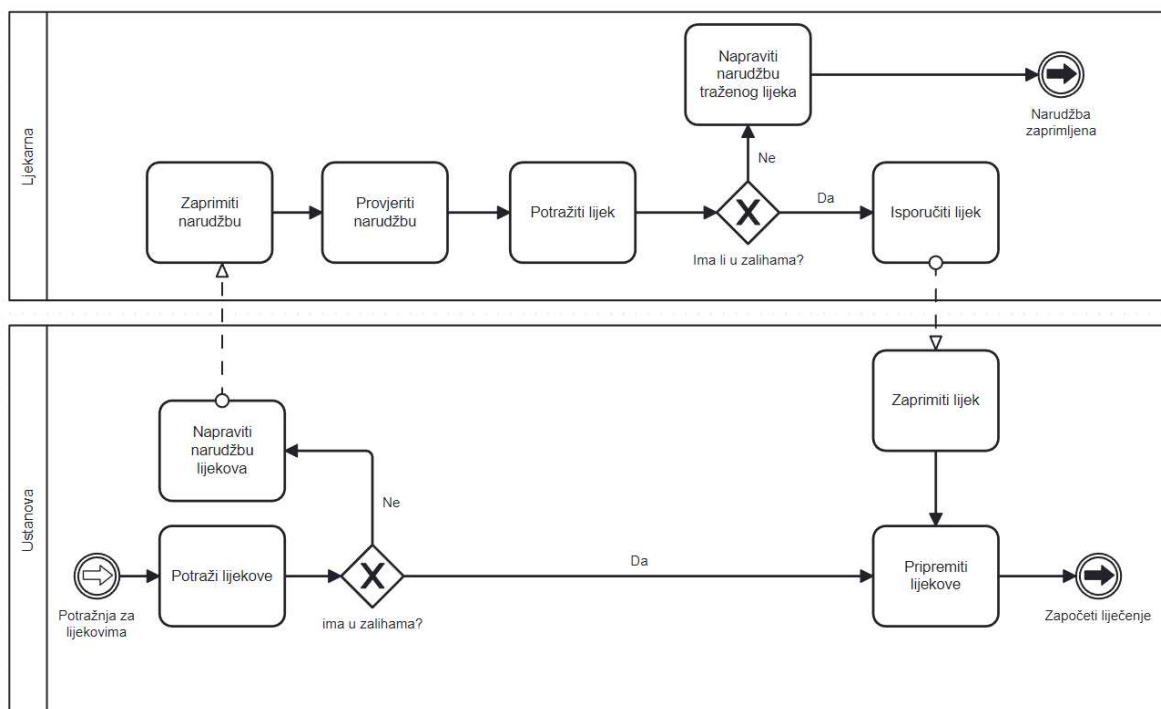 Ljekarna
Napraviti
narudžbu
traženog lijeka
Narudžba
zaprimljena
Ne
Zaprimiti
narudžbu
Provjeriti
narudžbu
Potražiti lijek
Da
Isporučiti lijek
Ima li u zalihama?
Ustanova
Zaprimiti lijek
Napraviti
narudžbu
lijekova
Ne
Potraži lijekove
Da
Pripremiti
lijekove
Potražnja za
lijekovima
ima u zalihama?
Započeti liječenje